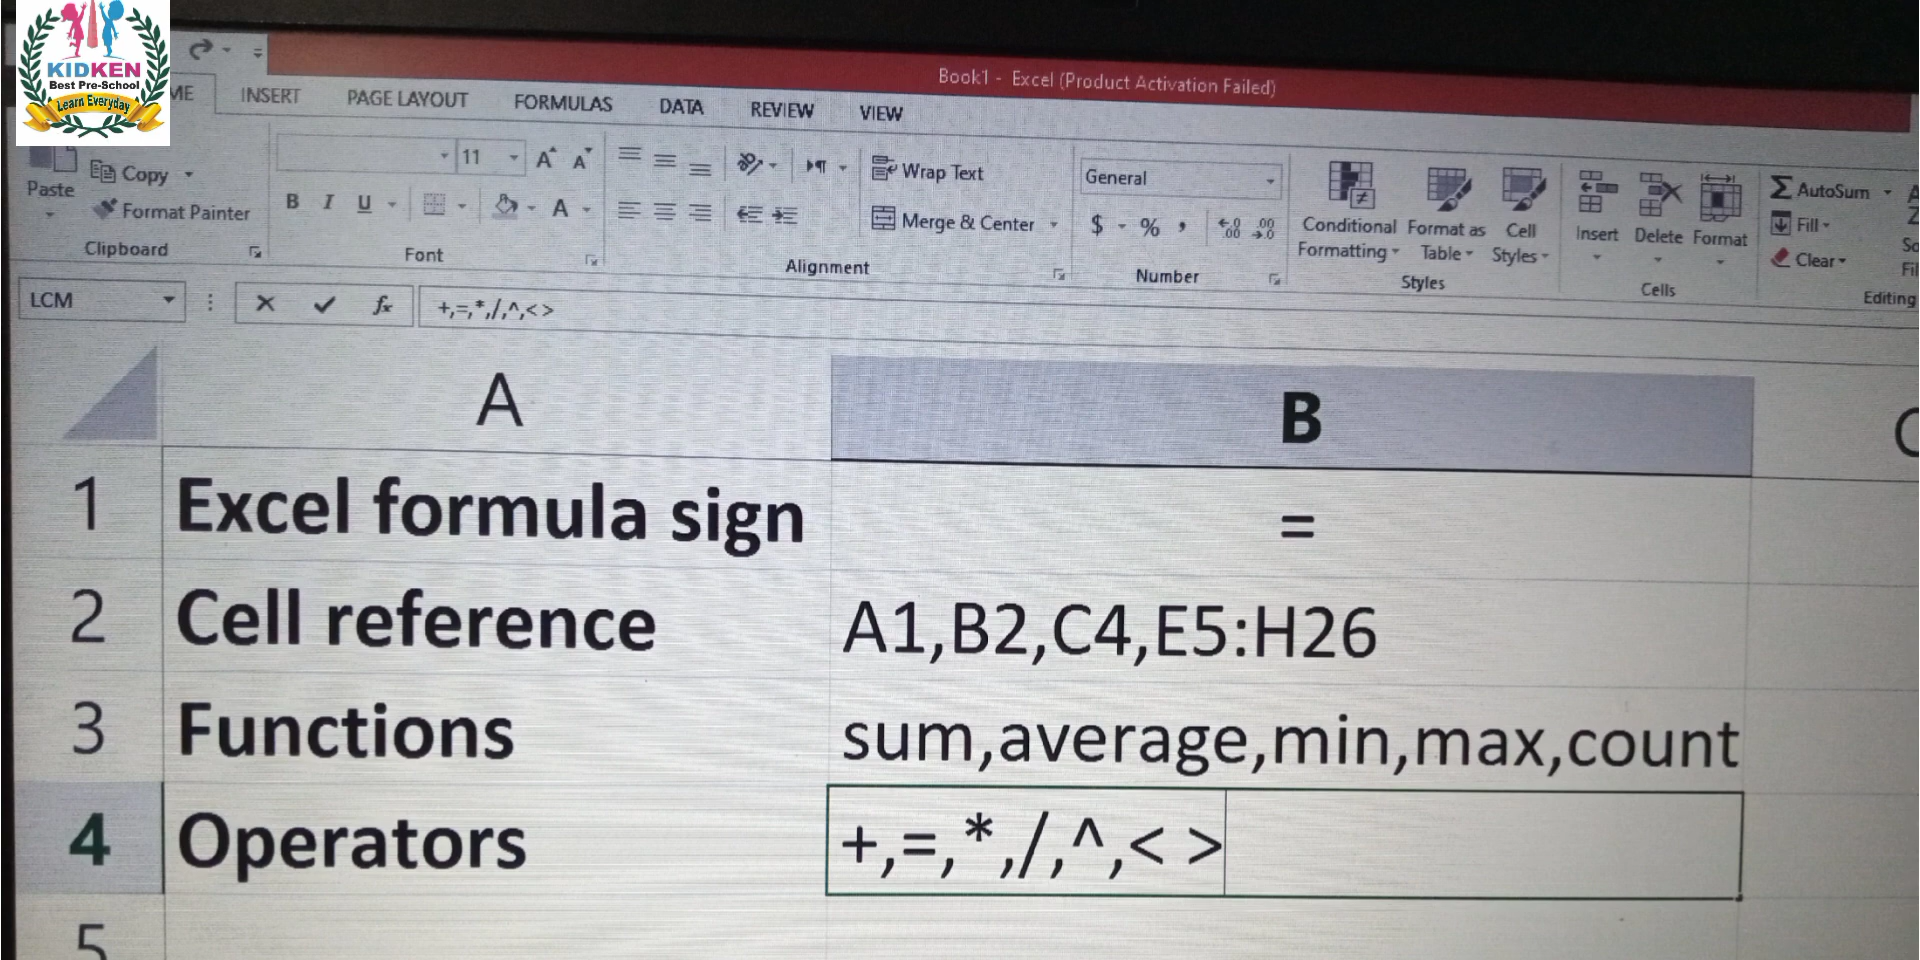 KIDKEN
Best Pre-School
Learn Everyday
Book1 - Excel (Product Activation Failed)
INSERT PAGE LAYOUT FORMULAS DATA REVIEW VIEW
Paste
Copy
Format Painter
Clipboard
11
A A
B I U
A
Font
Wrap Text
Merge & Center
Alignment
General
$ % ,
Number
Conditional Formatting
Format as Table
Cell Styles
Styles
Insert Delete Format
Cells
Σ AutoSum
Fill
Clear
Editing
LCM
fx
+,=,*,/,^,< >
A B
1 Excel formula sign =
2 Cell reference A1,B2,C4,E5:H26
3 Functions sum,average,min,max,count
4 Operators +,=,*,/,^,< >
5